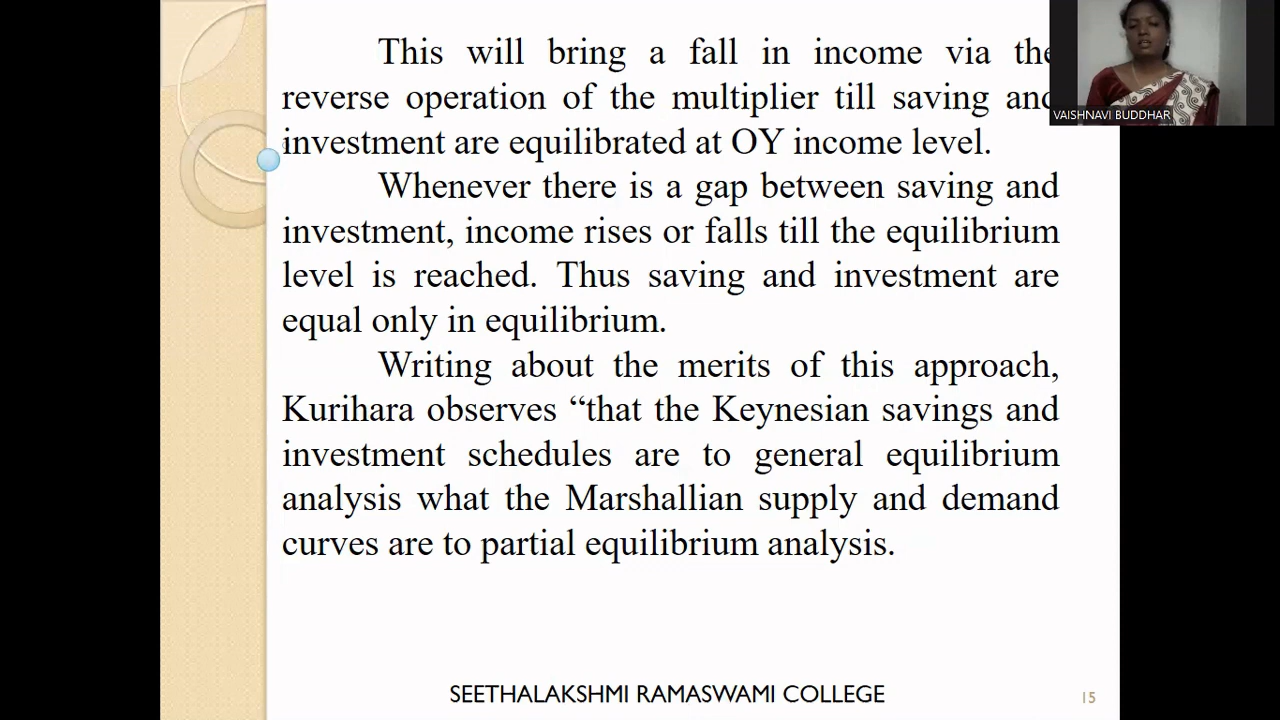 This will bring a fall in income via the
reverse operation of the multiplier till saving and
investment are equilibrated at OY income level.
Whenever there is a gap between saving and
investment, income rises or falls till the equilibrium
level is reached. Thus saving and investment are
equal only in equilibrium.
Writing about the merits of this approach,
Kurihara observes “that the Keynesian savings and
investment schedules are to general equilibrium
analysis what the Marshallian supply and demand
curves are to partial equilibrium analysis.
VAISHNAVI BUDDHAR
SEETHALAKSHMI RAMASWAMI COLLEGE
15